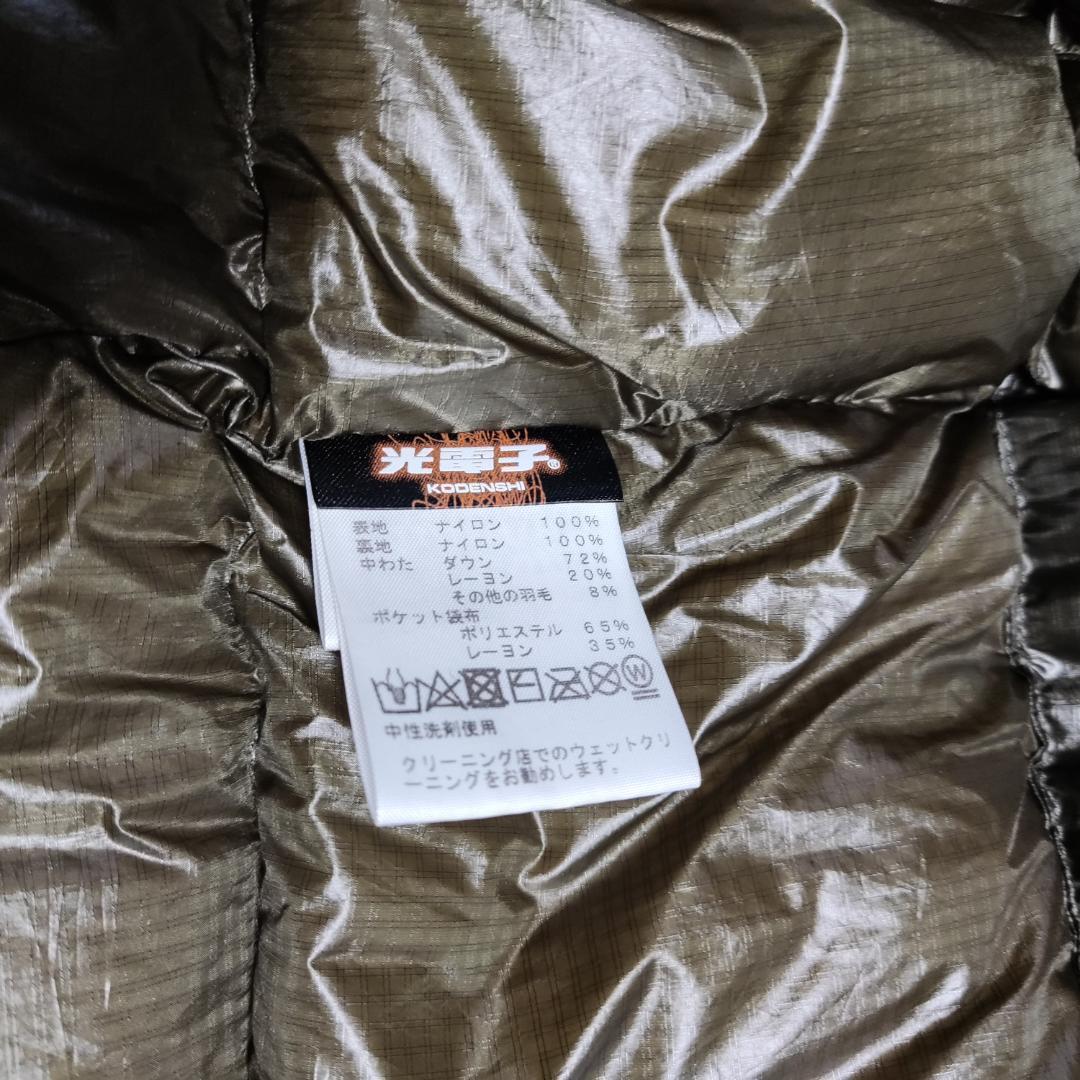 光電子®
KODENSHI
表地 ナイロン 100%
裏地 ナイロン 100%
中わた ダウン 72%
レーヨン 20%
その他の羽毛 8%
ポケット袋布
ポリエステル 65%
レーヨン 35%
W
中性洗剤使用
クリーニング店でのウェットクリ
ーニングをお勧めします。